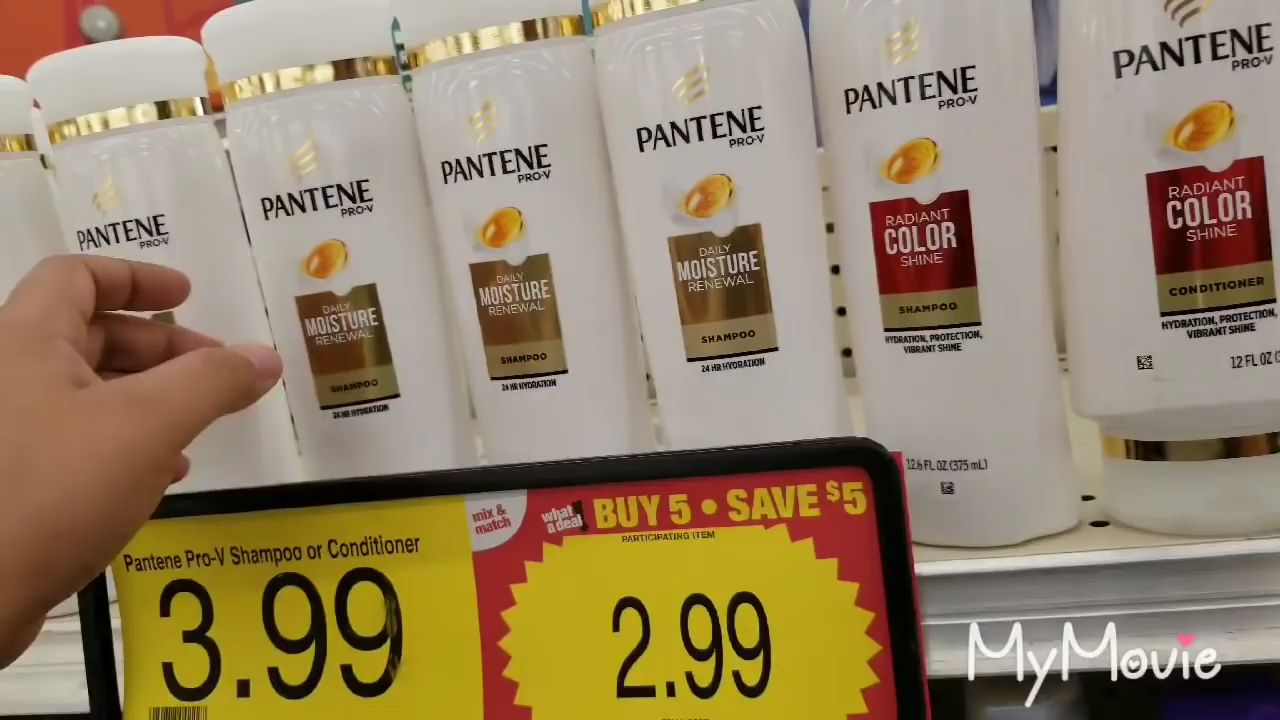 PANTENE
PRO-V
PANTENE
PRO-V
DAILY
MOISTURE
RENEWAL
SHAMPOO
24 HR HYDRATION
PANTENE
PRO-V
DAILY
MOISTURE
RENEWAL
SHAMPOO
24 HR HYDRATION
PANTENE
PRO-V
DAILY
MOISTURE
RENEWAL
SHAMPOO
24 HR HYDRATION
PANTENE
PRO-V
RADIANT
COLOR
SHINE
SHAMPOO
HYDRATION, PROTECTION,
VIBRANT SHINE
12.6 FL OZ (375 mL)
PANTENE
PRO-V
RADIANT
COLOR
SHINE
CONDITIONER
HYDRATION, PROTECTION,
VIBRANT SHINE
12 FL OZ
Pantene Pro-V Shampoo or Conditioner
3.99
mix &
match
what
a deal
BUY 5 • SAVE $5
PARTICIPATING ITEM
2.99
MyMovie